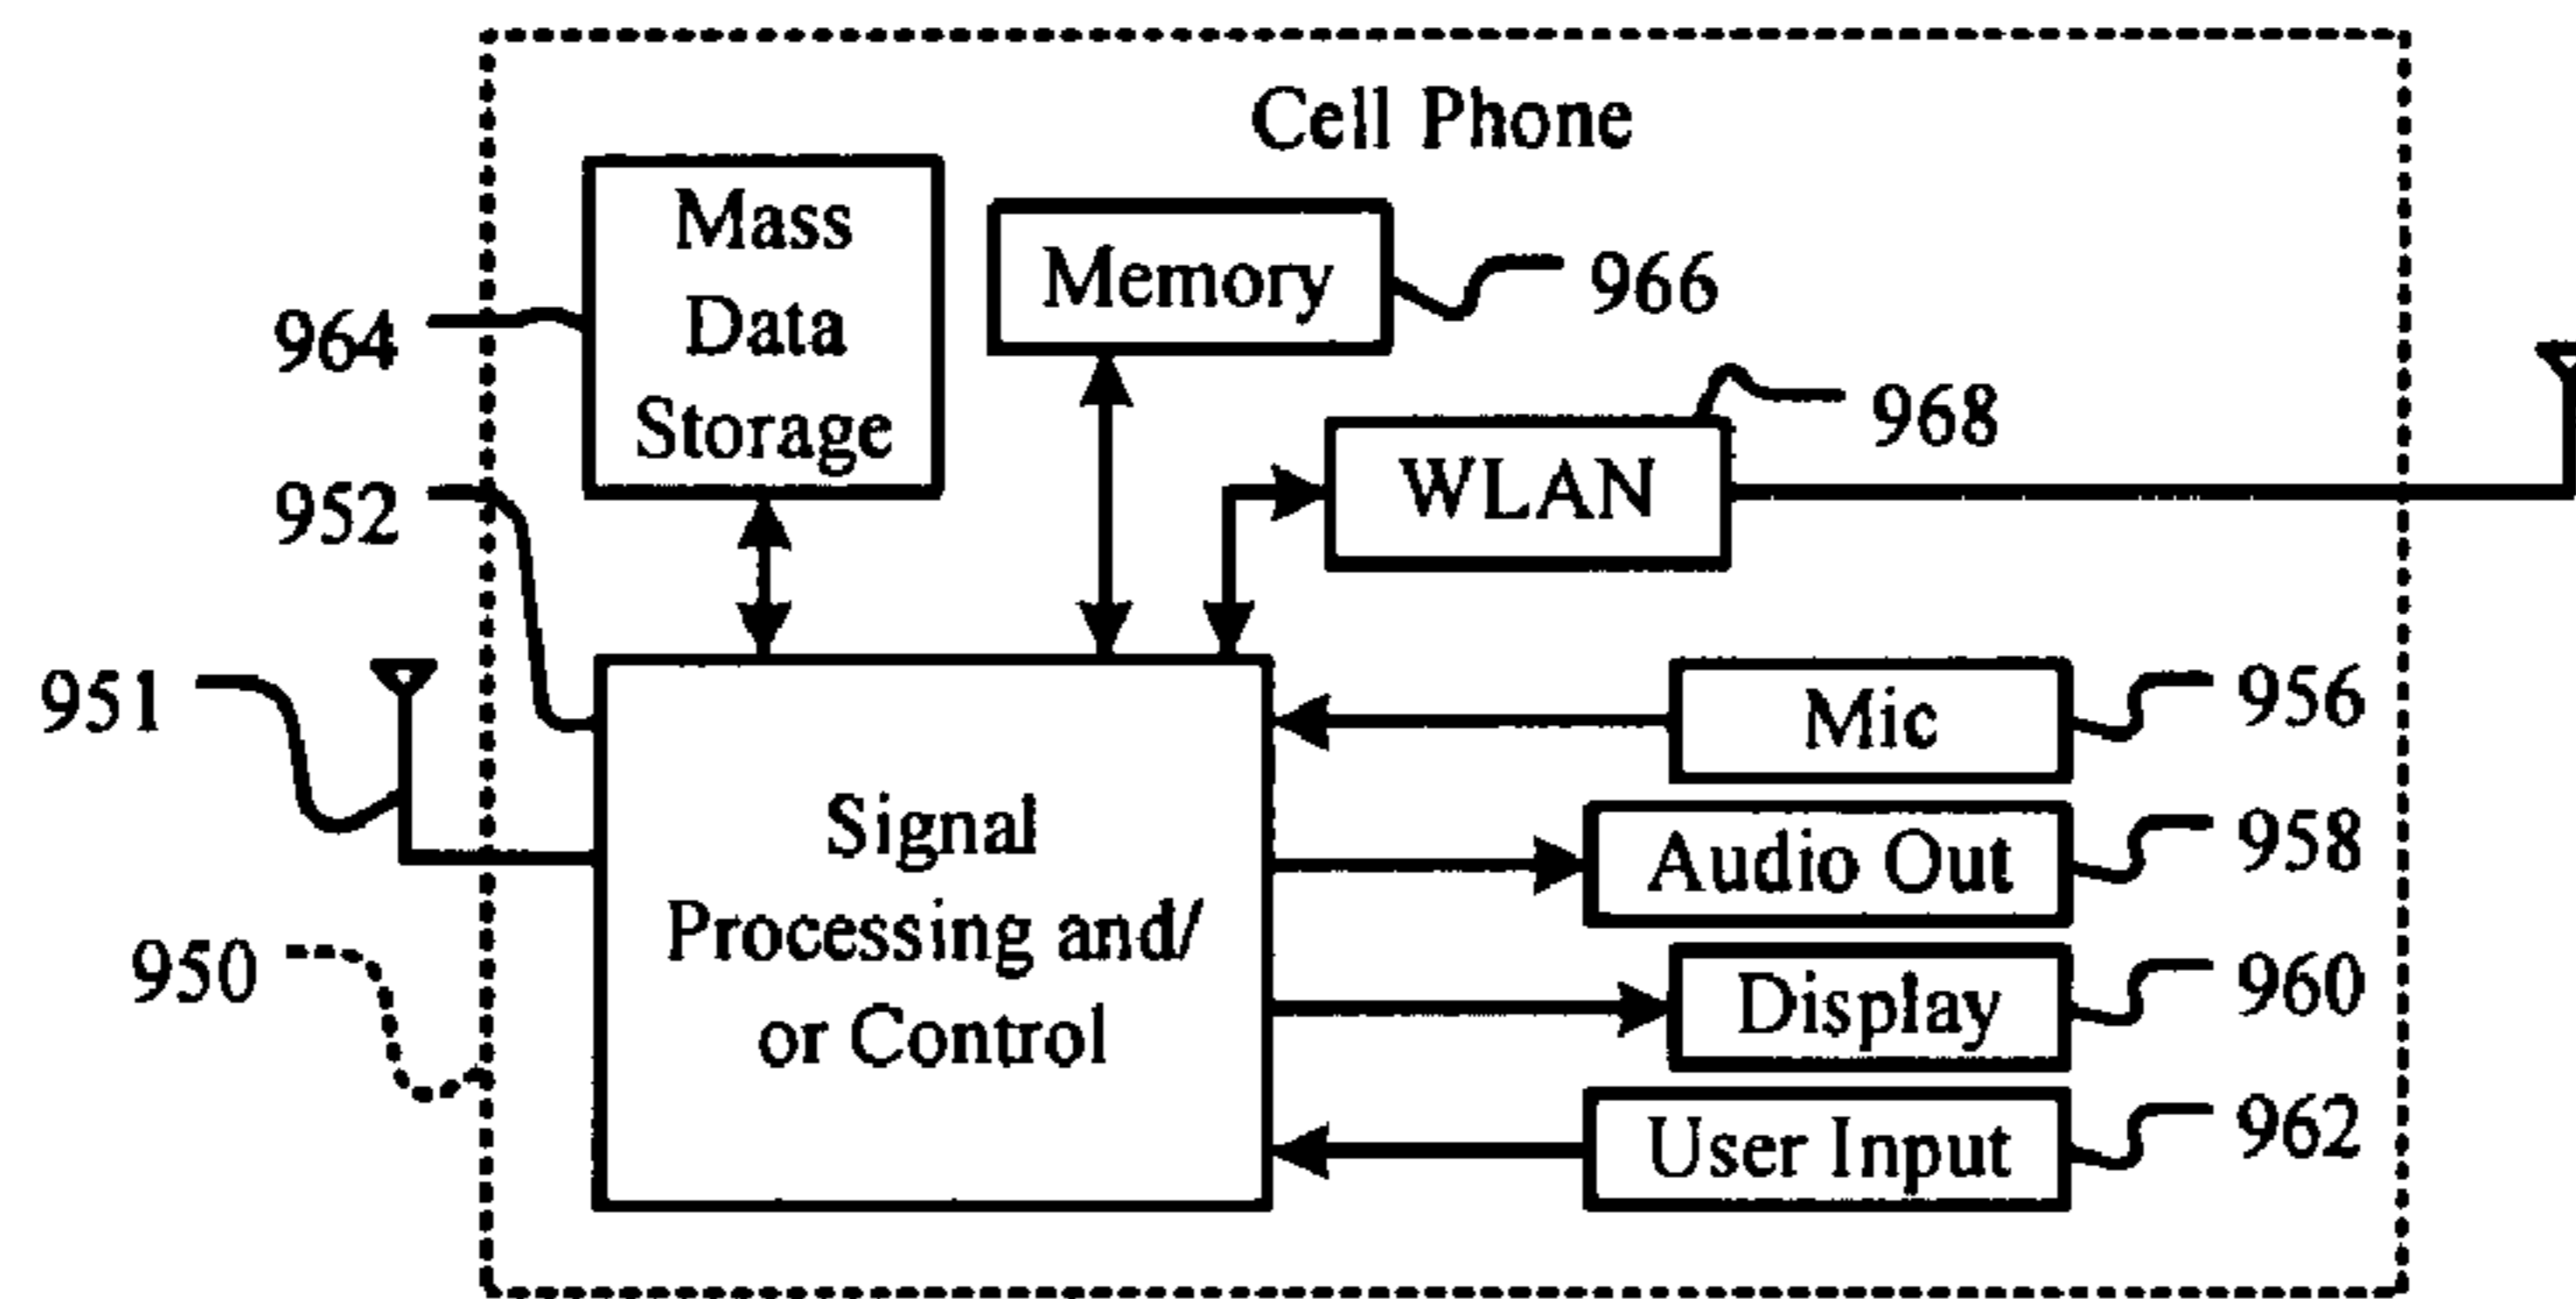 Cell Phone
Mass
Data
Storage
Memory
966
964
968
WLAN
952
951
Mic
956
Signal
Processing and/
or Control
Audio Out
958
950
Display
960
User Input
962